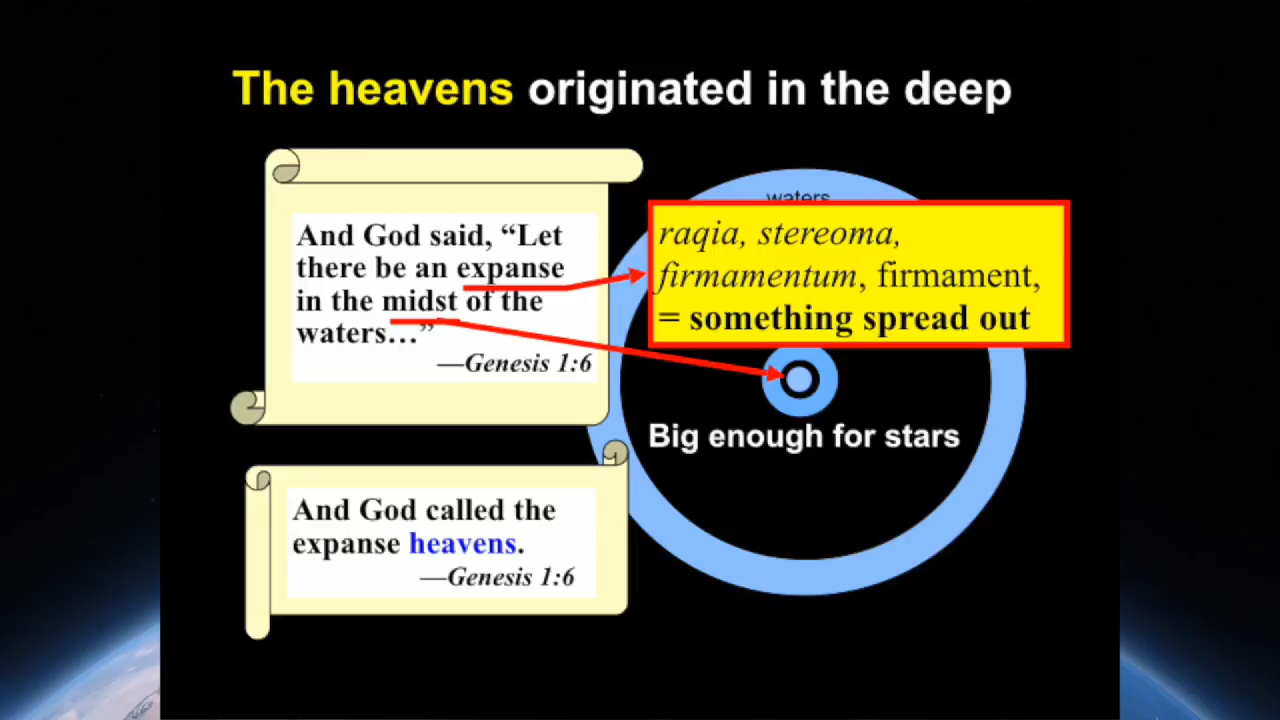 The heavens originated in the deep
And God said, “Let
there be an expanse
in the midst of the
waters…”
—Genesis 1:6
And God called the
expanse heavens.
—Genesis 1:6
waters
raqia, stereoma,
firmamentum, firmament,
= something spread out
Big enough for stars